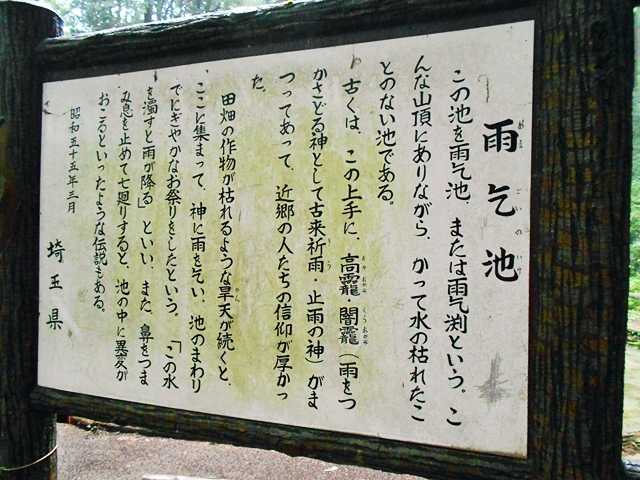 雨乞池
あま ごいの いけ
この池を雨乞池、または雨乞渕という。こ
んな山頂にありながら、かって水の枯れたこ
とのない池である。
古くは、この上手に、高龗・闇龗（雨をつ
かさどる神として古来祈雨・止雨の神）がま
つってあって、近郷の人たちの信仰が厚かっ
た。
田畑の作物が枯れるような旱天が続くと、
ここに集まって、神に雨を乞い、池のまわり
でにぎやかなお祭りをしたという。「この水
を濁すと雨が降る」といい、また、鼻をつま
み息を止めて七廻りすると、池の中に異変が
おこるといったような伝説もある。
昭和五十五年三月
埼玉県